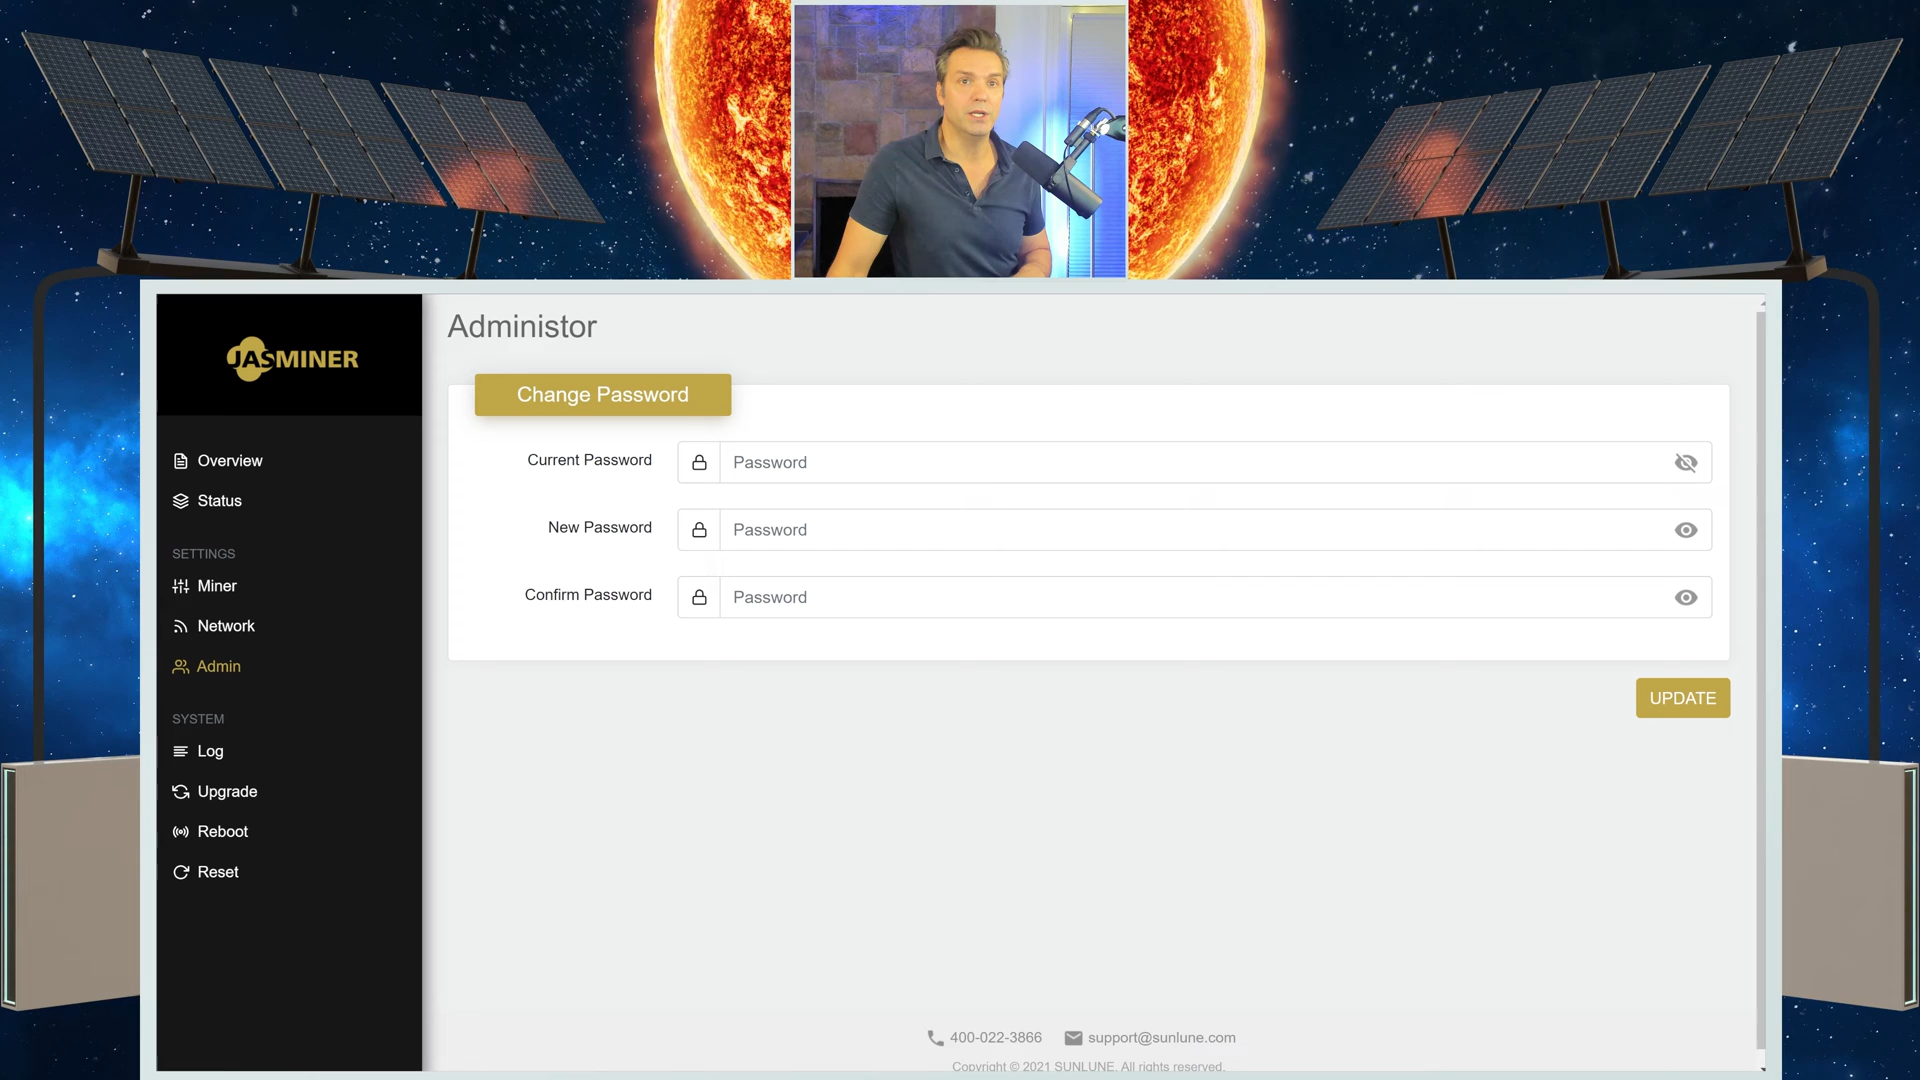 JASMINER
Overview
Status
SETTINGS
Miner
Network
Admin
SYSTEM
Log
Upgrade
Reboot
Reset
Administor
Change Password
Current Password
Password
New Password
Password
Confirm Password
Password
UPDATE
400-022-3866
support@sunlune.com
Copyright © 2021 SUNLUNE. All rights reserved.